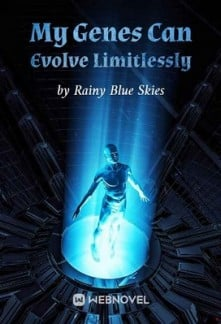 My Genes Can
Evolve Limitlessly
by Rainy Blue Skies
WEBNOVEL